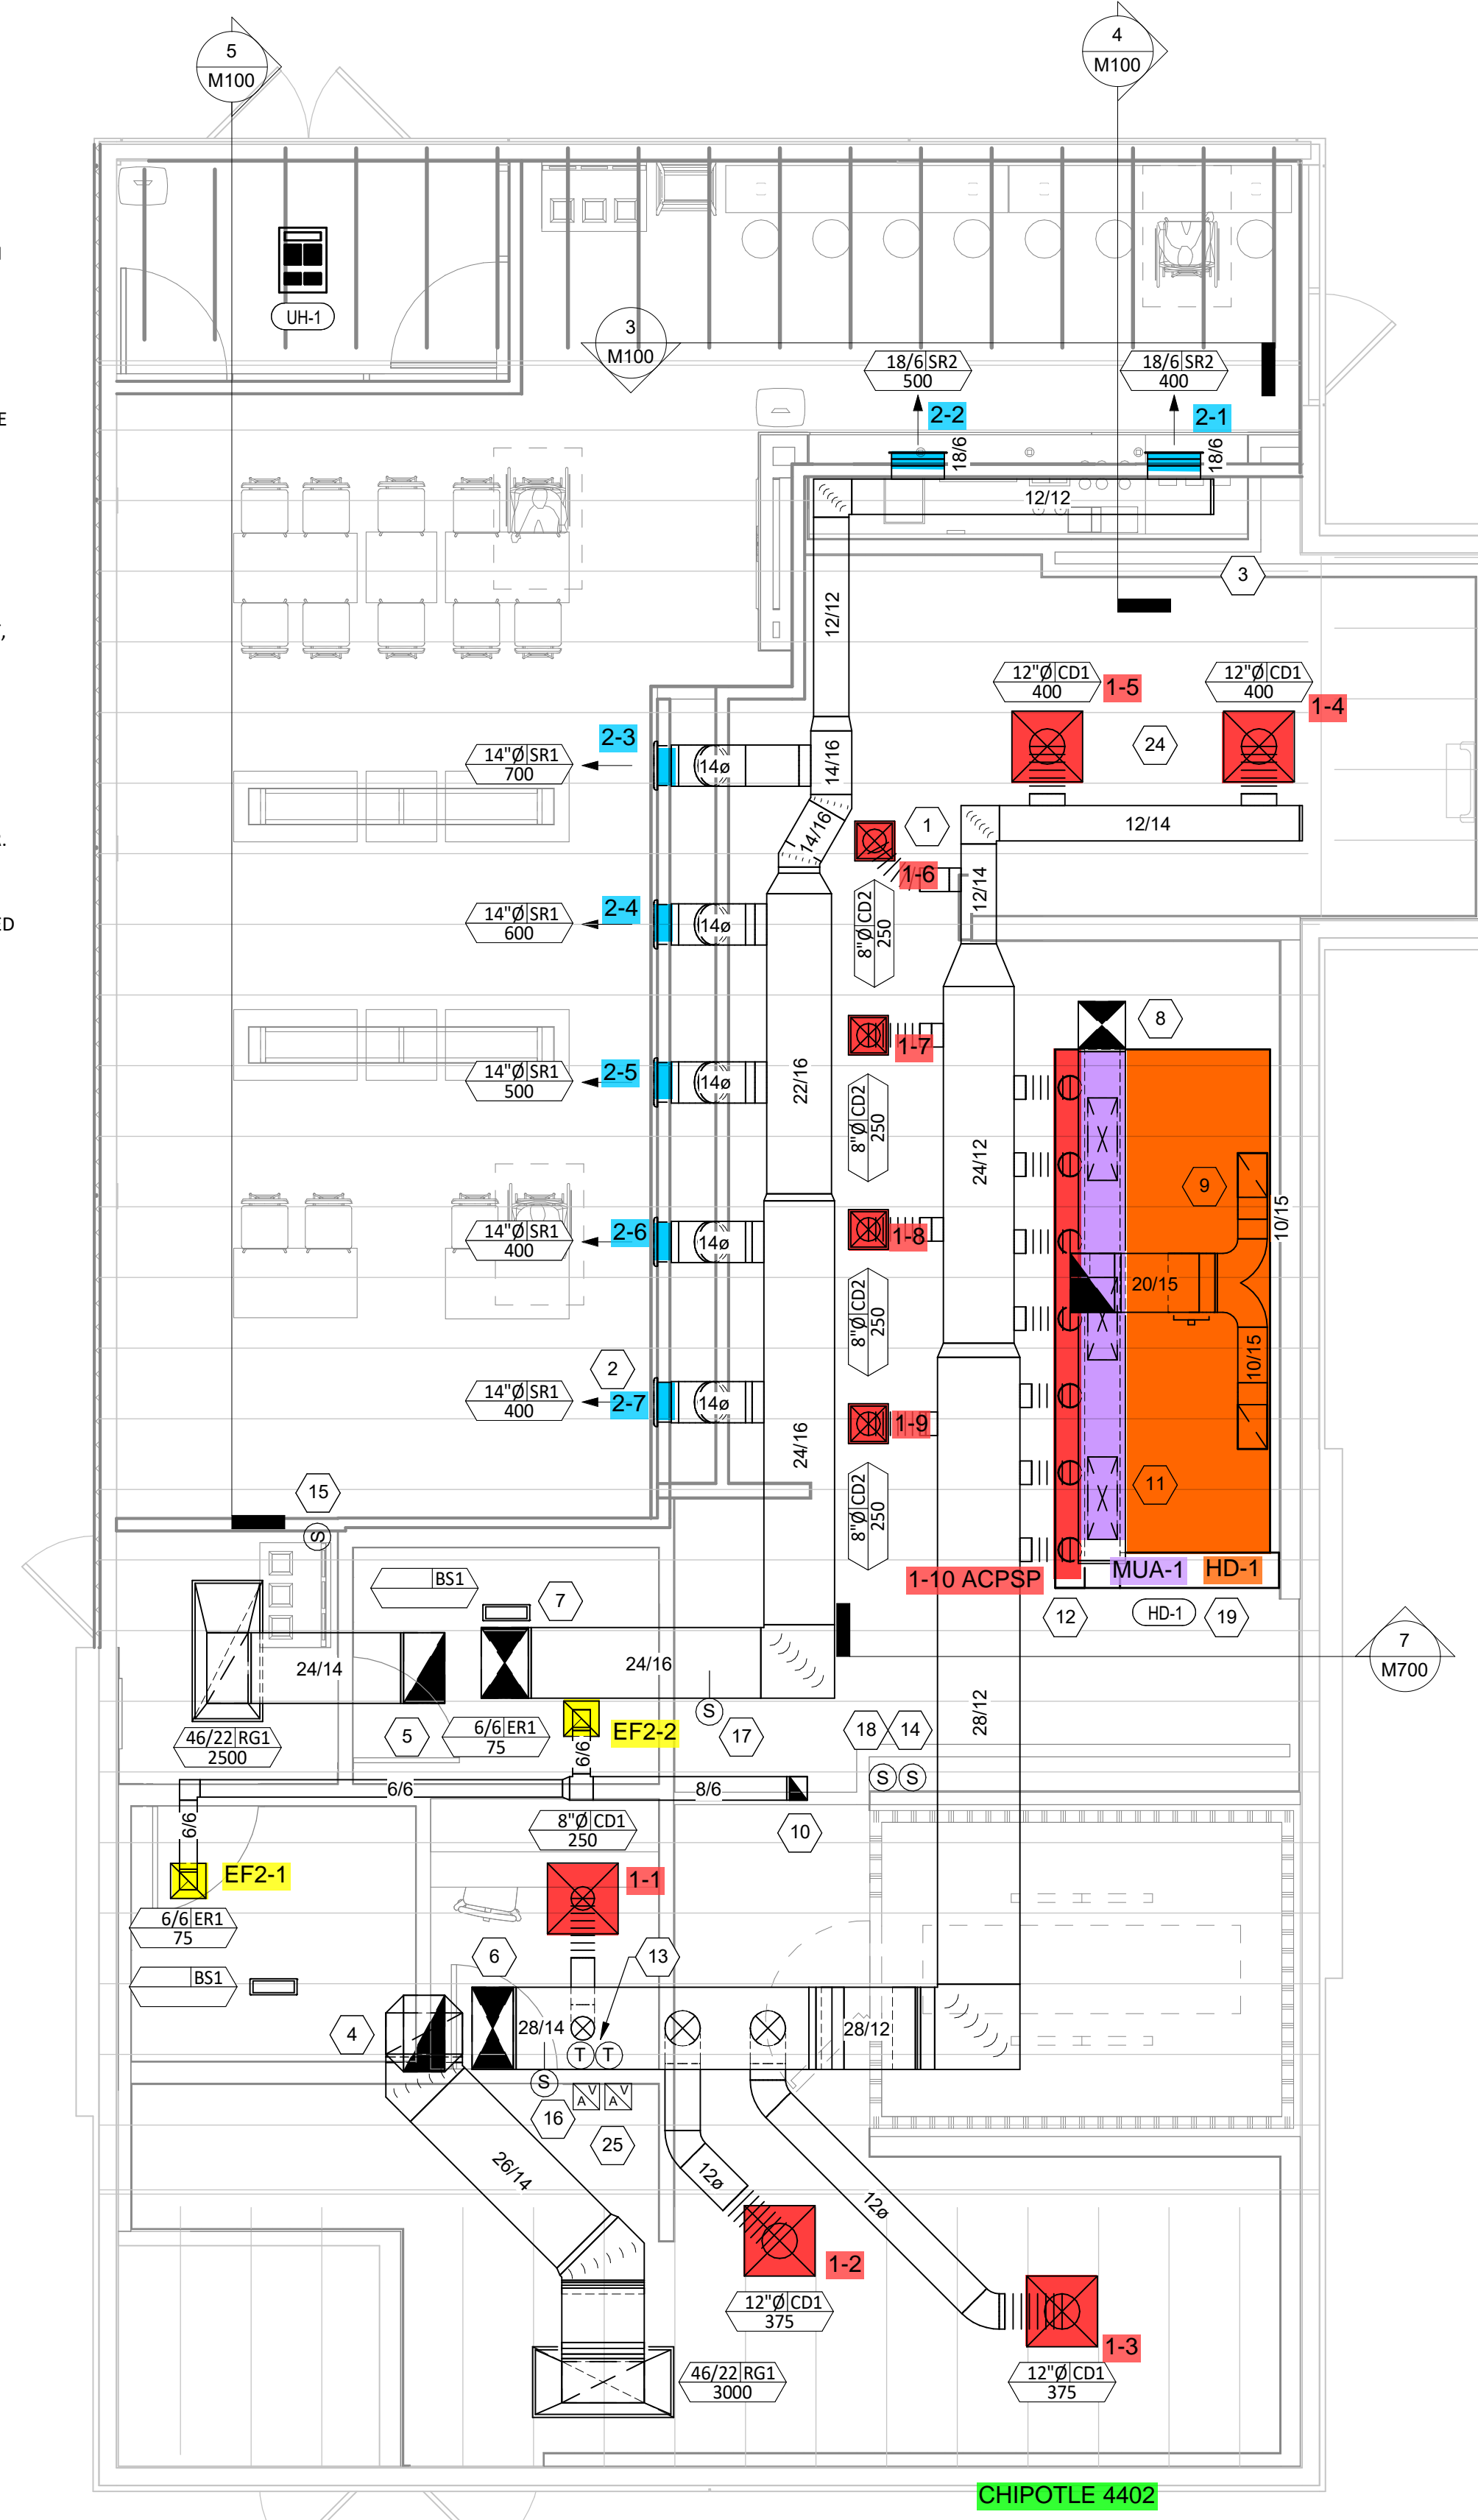 5
M100
4
M100
UH-1
3
M100
18/6 SR2
500
18/6 SR2
400
2-2
2-1
18/6
18/6
E
12/12
3
12/12
,
12"Ø CD1
400
1-5
12"Ø CD1
400
1-4
2-3
14"Ø SR1
700
14ø
14/16
24
14/16
1
12/14
.
1-6
12/14
8"Ø CD2
250
2-4
14"Ø SR1
600
14ø
ED
8
1-7
2-5
14"Ø SR1
500
14ø
22/16
8"Ø CD2
250
24/12
9
10/15
2-6
14"Ø SR1
400
14ø
1-8
20/15
8"Ø CD2
250
10/15
2
14"Ø SR1
400
2-7
14ø
1-9
24/16
15
S
11
8"Ø CD2
250
BS1
7
1-10 ACPSP
MUA-1
HD-1
12
HD-1
19
7
M700
24/14
24/16
28/12
46/22 RG1
2500
5
6/6 ER1
75
EF2-2
S
17
18
14
6/6
S
S
6/6
8/6
6/6
8"Ø CD1
250
10
EF2-1
1-1
6/6 ER1
75
6
13
BS1
4
28/14
28/12
T
T
S
V
A
V
A
16
25
26/14
12ø
12ø
1-2
12"Ø CD1
375
1-3
46/22 RG1
3000
12"Ø CD1
375
CHIPOTLE 4402